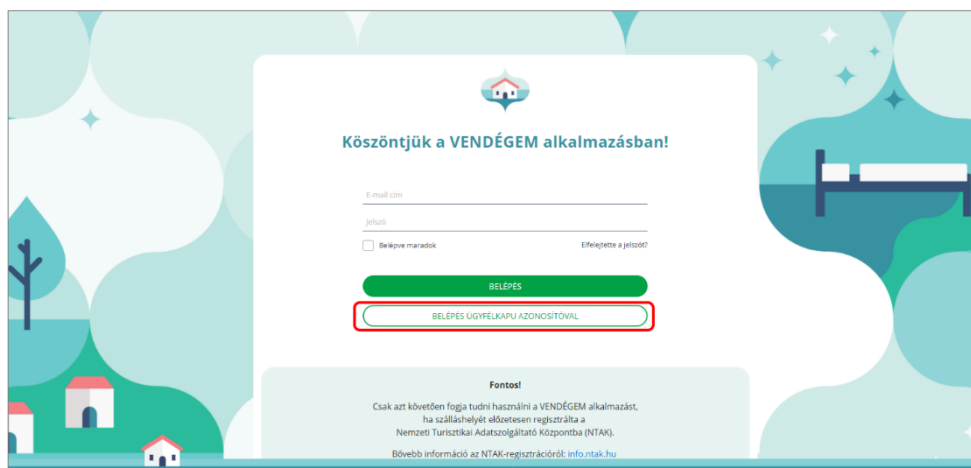 Köszöntjük a VENDÉGEM alkalmazásban!
E-mail cím
Jelszó
Belépve maradok
Elfelejtette a jelszót?
BELÉPÉS
BELÉPÉS ÜGYFÉLKAPU AZONOSÍTÓVAL
Fontos!
Csak azt követően fogja tudni használni a VENDÉGEM alkalmazást,
ha szálláshelyét előzetesen regisztrálta a
Nemzeti Turisztikai Adatszolgáltató Központba (NTAK).
Bővebb információ az NTAK-regisztrációról: info.ntak.hu